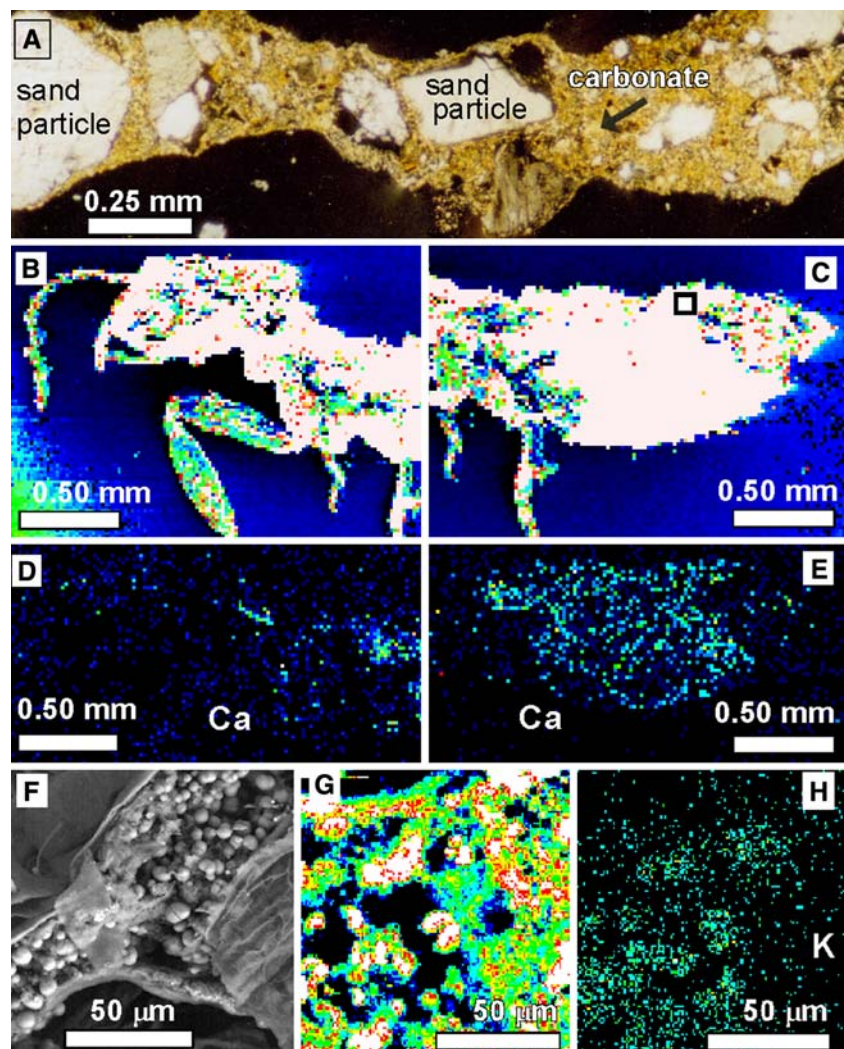 A
sand
particle
sand
particle
carbonate
0.25 mm
B
C
0.50 mm
0.50 mm
D
E
0.50 mm
Ca
Ca
0.50 mm
F
G
H
K
50 μm
50 μm
50 μm